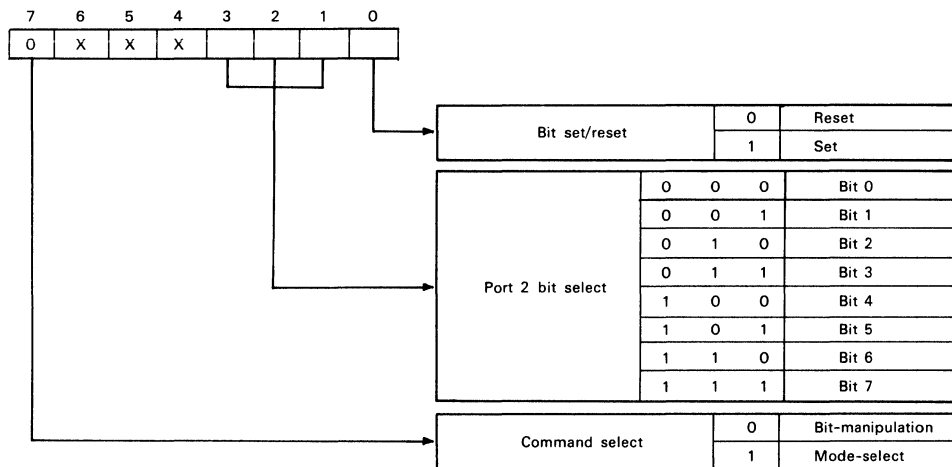 7 6 5 4 3 2 1 0
0 X X X
Bit set/reset 0 Reset
1 Set
Port 2 bit select 0 0 0 Bit 0
0 0 1 Bit 1
0 1 0 Bit 2
0 1 1 Bit 3
1 0 0 Bit 4
1 0 1 Bit 5
1 1 0 Bit 6
1 1 1 Bit 7
Command select 0 Bit-manipulation
1 Mode-select